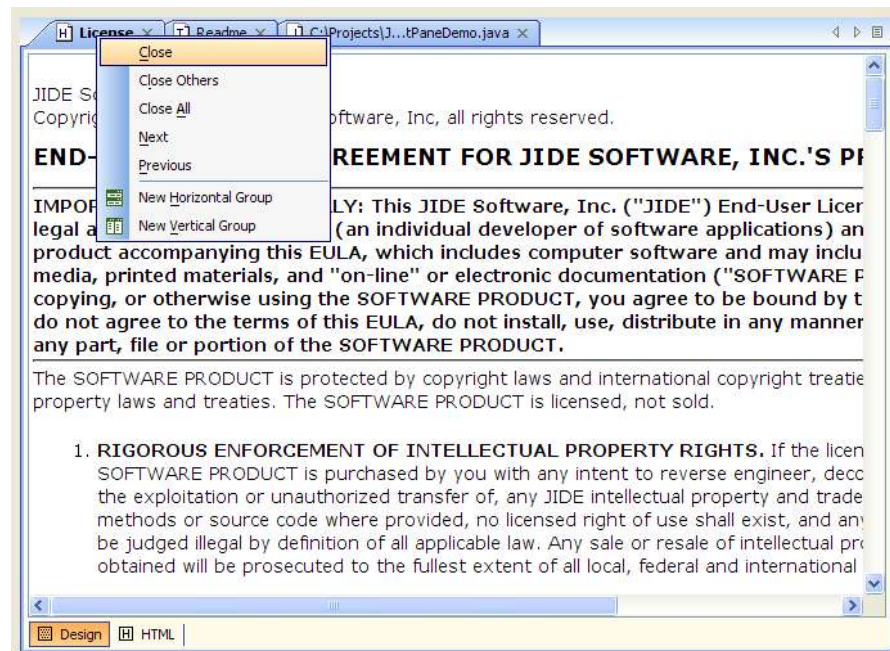 H License × T Readme × J C:\Projects\J...tPaneDemo.java ×
Close
Close Others
Close All
Next
Previous
New Horizontal Group
New Vertical Group
JIDE So
Copyrig oftware, Inc, all rights reserved.
END- REEMENT FOR JIDE SOFTWARE, INC.'S PR
IMPOR LY: This JIDE Software, Inc. ("JIDE") End-User Licen
legal a (an individual developer of software applications) an
product accompanying this EULA, which includes computer software and may inclu
media, printed materials, and "on-line" or electronic documentation ("SOFTWARE P
copying, or otherwise using the SOFTWARE PRODUCT, you agree to be bound by t
do not agree to the terms of this EULA, do not install, use, distribute in any manner
any part, file or portion of the SOFTWARE PRODUCT.
The SOFTWARE PRODUCT is protected by copyright laws and international copyright treatie
property laws and treaties. The SOFTWARE PRODUCT is licensed, not sold.
1. RIGOROUS ENFORCEMENT OF INTELLECTUAL PROPERTY RIGHTS. If the licen
SOFTWARE PRODUCT is purchased by you with any intent to reverse engineer, deco
the exploitation or unauthorized transfer of, any JIDE intellectual property and trade
methods or source code where provided, no licensed right of use shall exist, and any
be judged illegal by definition of all applicable law. Any sale or resale of intellectual pro
obtained will be prosecuted to the fullest extent of all local, federal and international
Design H HTML